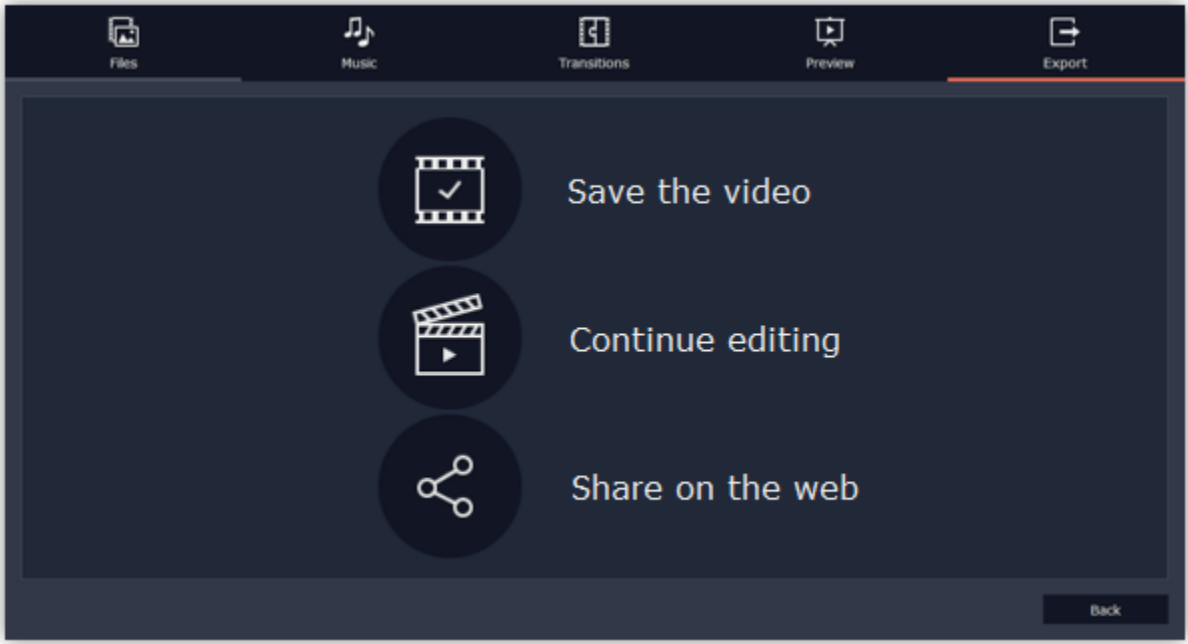 Files
Music
Transitions
Preview
Export
Save the video
Continue editing
Share on the web
Back